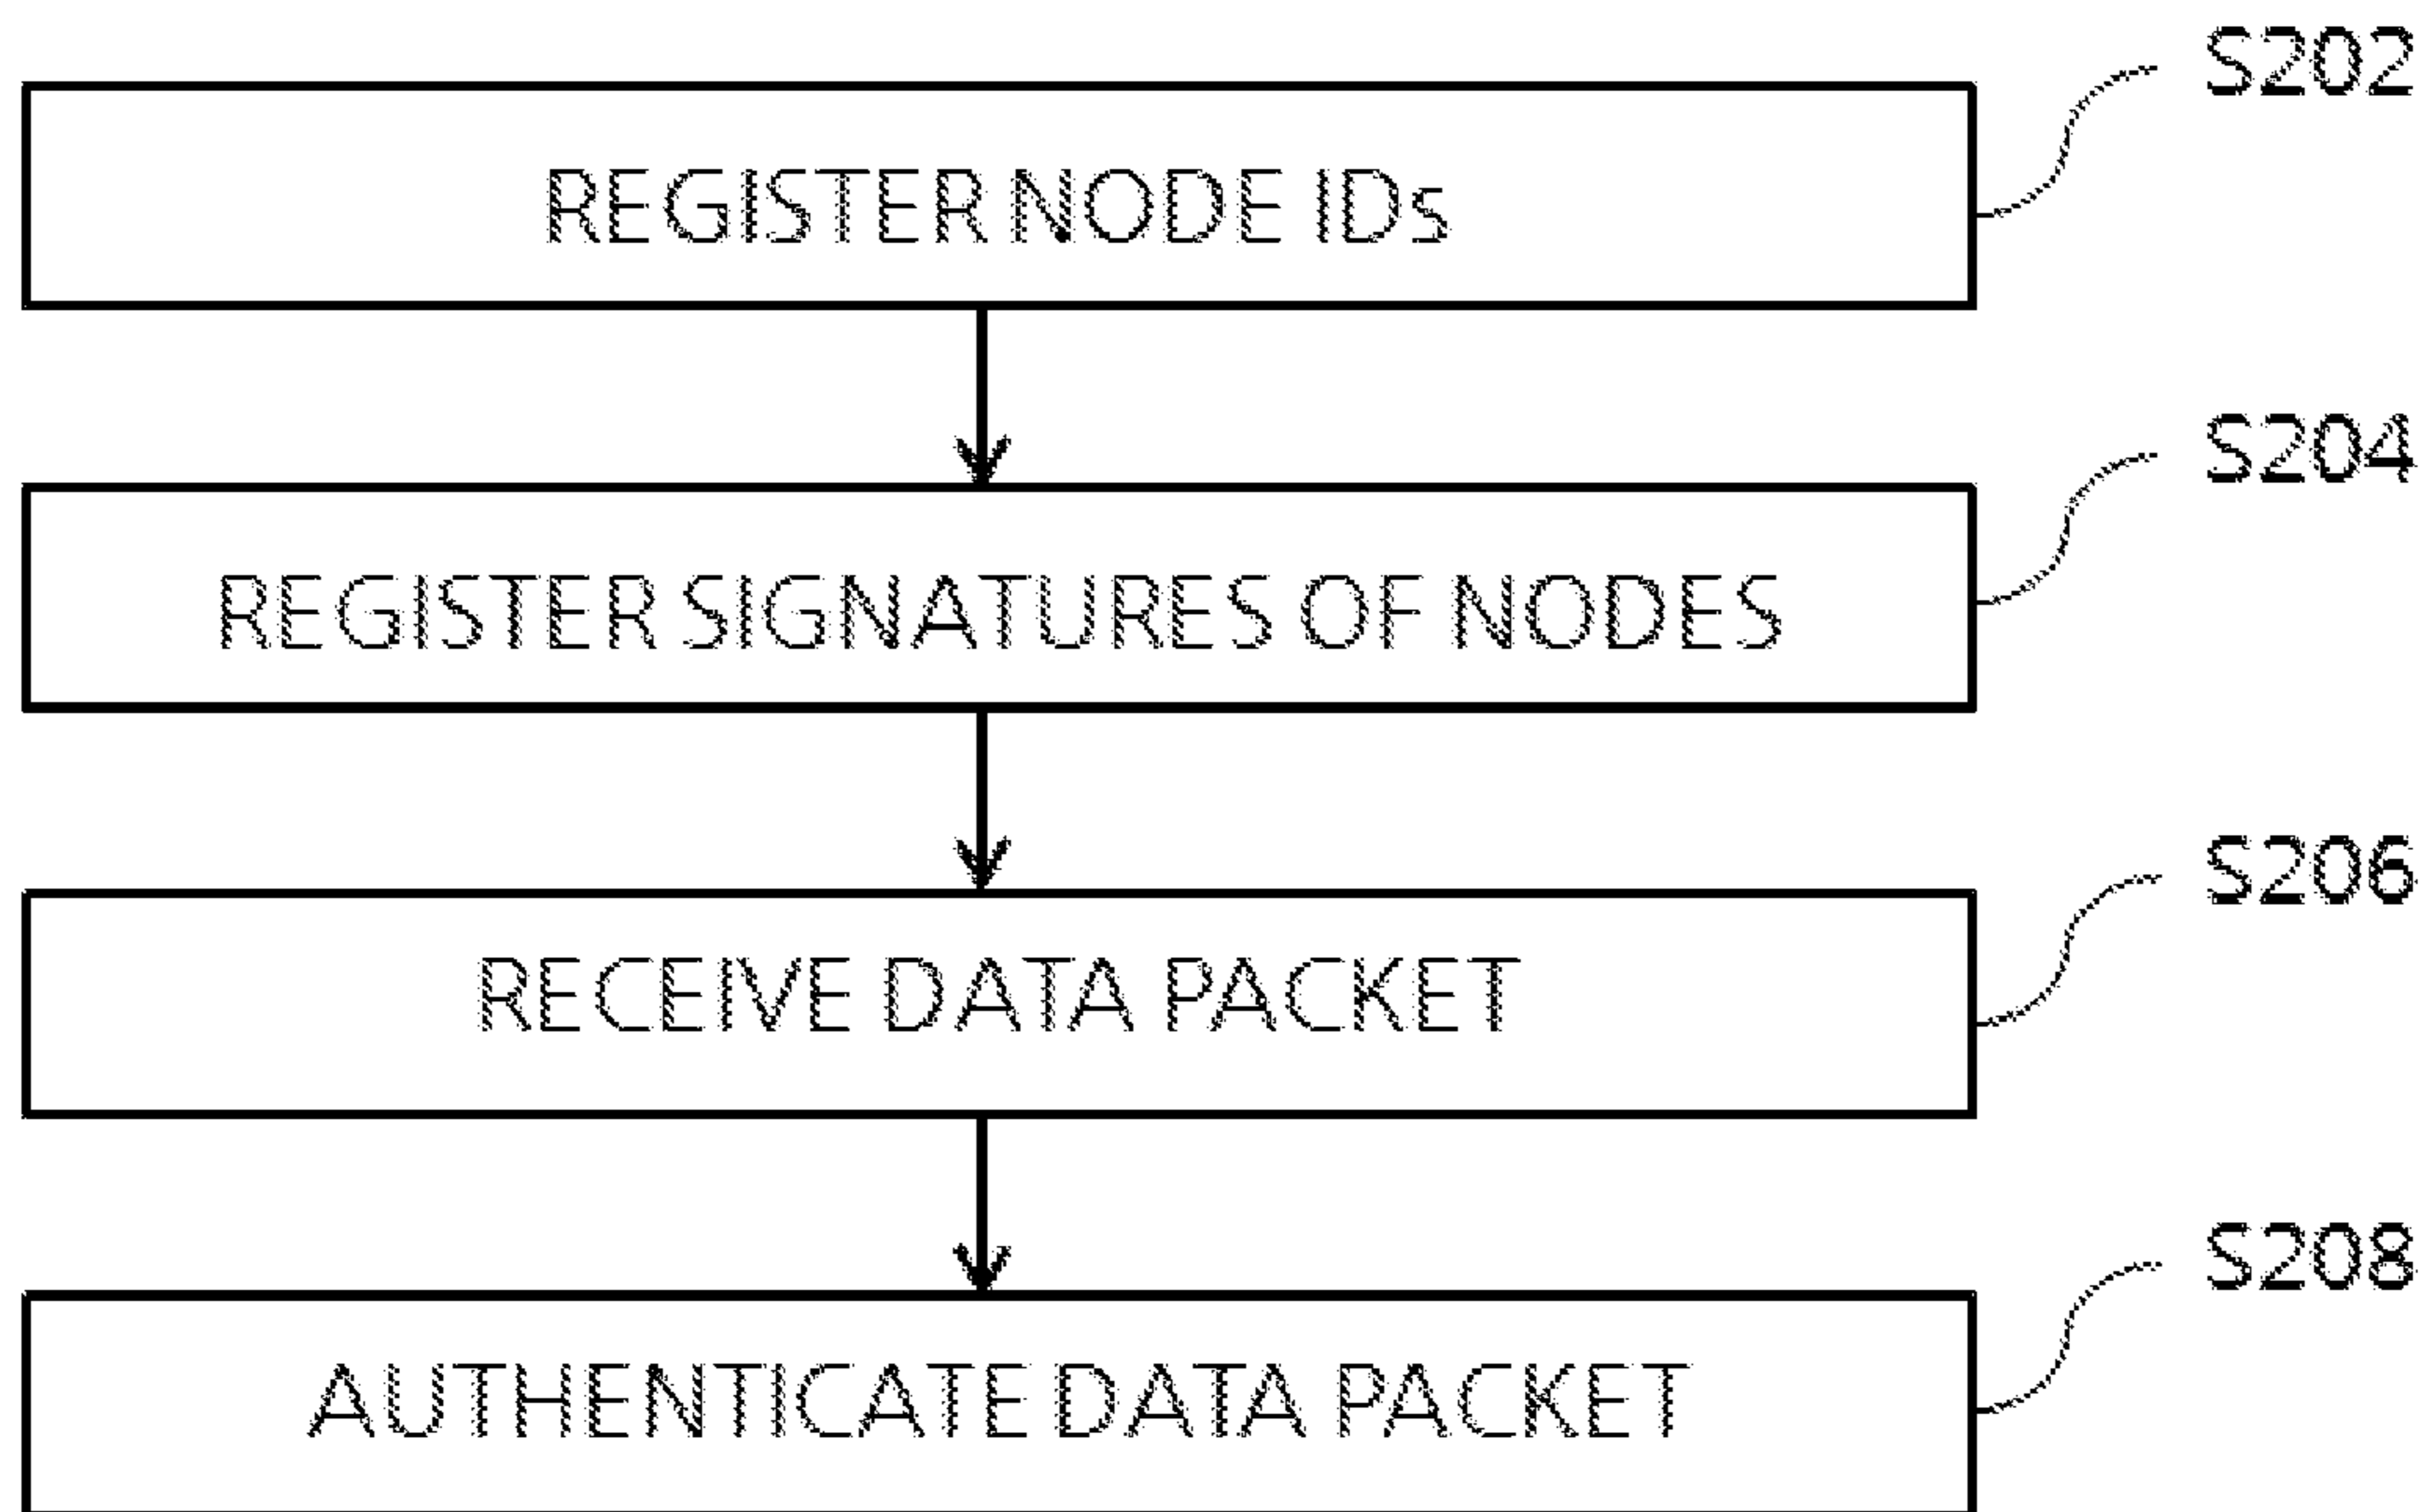 S202
REGISTER NODE IDs
S204
REGISTER SIGNATURES OF NODES
S206
RECEIVE DATA PACKET
S208
AUTHENTICATE DATA PACKET